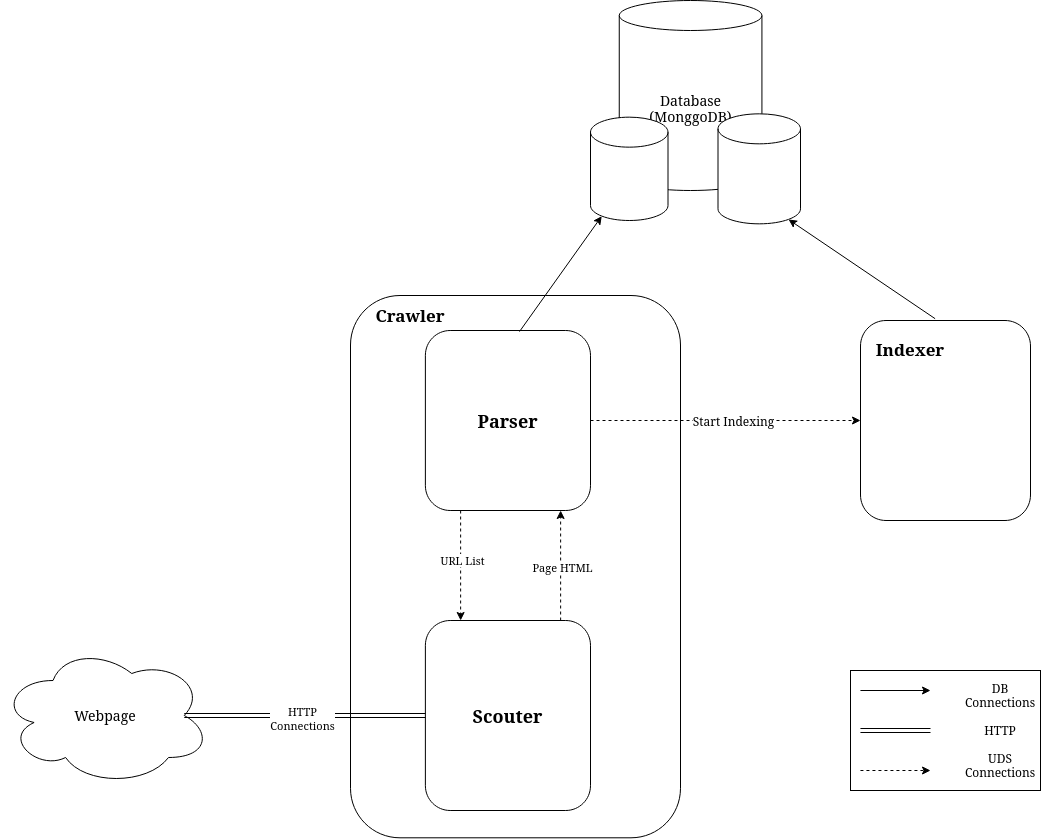 Database
(MonggoDB)
Crawler
Parser
Indexer
Start Indexing
URL List
Page HTML
Webpage
HTTP
Connections
Scouter
DB
Connections
HTTP
UDS
Connections